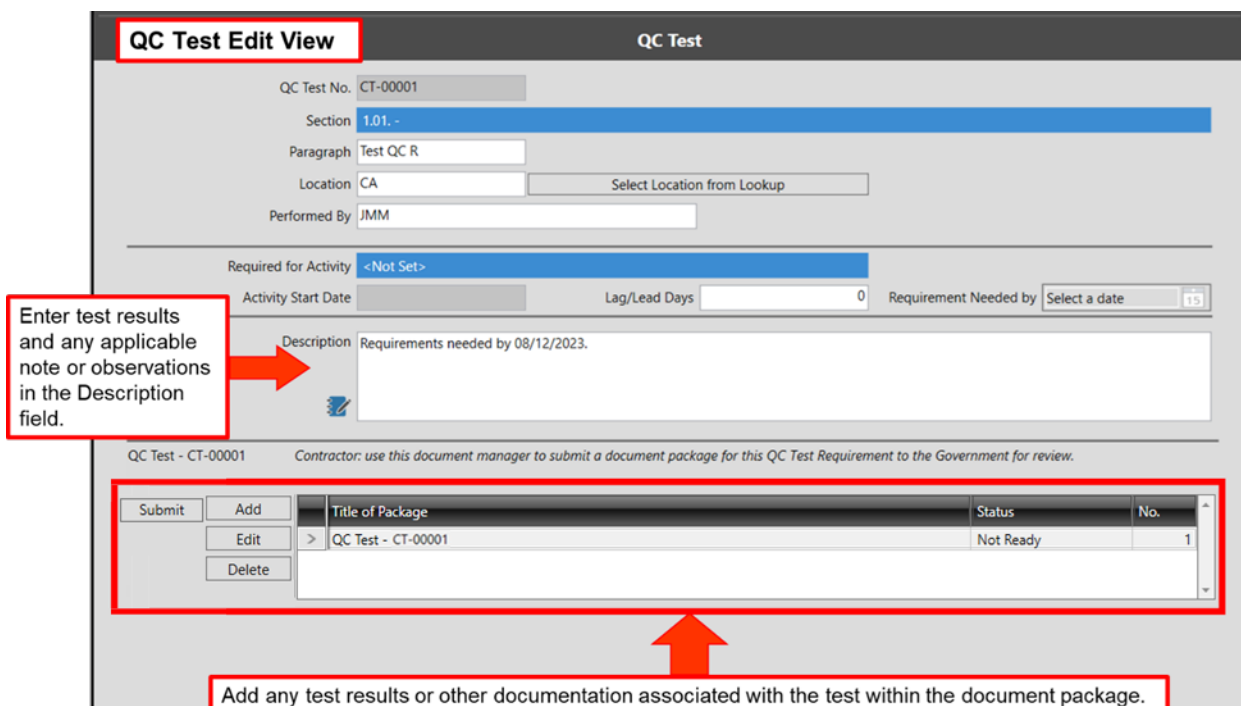 QC Test Edit View
QC Test
QC Test No. CT-00001
Section 1.01. -
Paragraph Test QC R
Location CA Select Location from Lookup
Performed By JMM
Required for Activity <Not Set>
Activity Start Date Lag/Lead Days 0 Requirement Needed by Select a date 15
Enter test results
and any applicable
note or observations
in the Description
field.
Description Requirements needed by 08/12/2023.
QC Test - CT-00001 Contractor: use this document manager to submit a document package for this QC Test Requirement to the Government for review.
Submit Add Title of Package Status No.
Edit > QC Test - CT-00001 Not Ready 1
Delete
Add any test results or other documentation associated with the test within the document package.